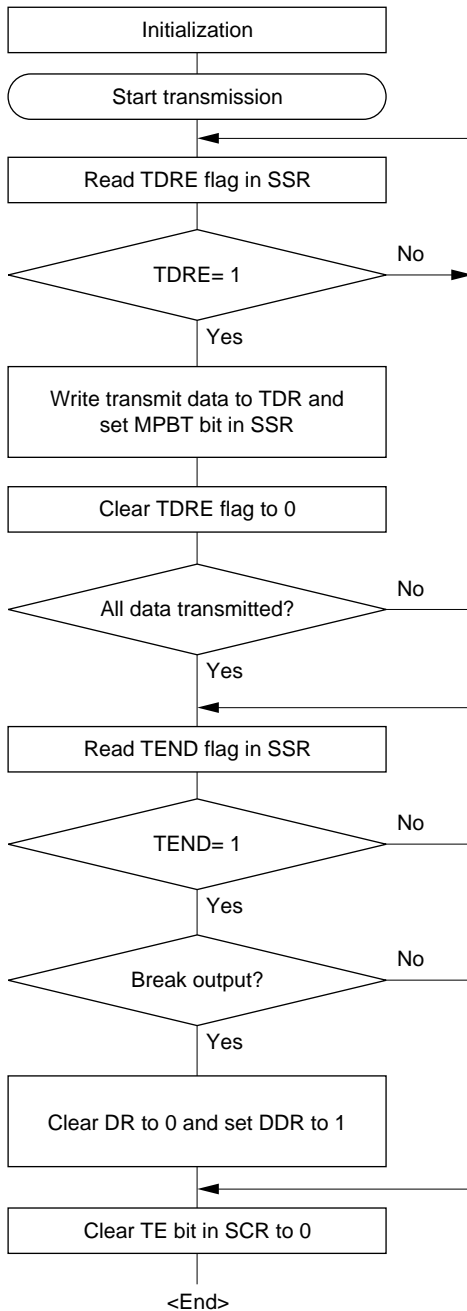 Initialization
Start transmission
Read TDRE flag in SSR
TDRE= 1
No
Yes
Write transmit data to TDR and
set MPBT bit in SSR
Clear TDRE flag to 0
All data transmitted?
No
Yes
Read TEND flag in SSR
TEND= 1
No
Yes
Break output?
No
Yes
Clear DR to 0 and set DDR to 1
Clear TE bit in SCR to 0
<End>